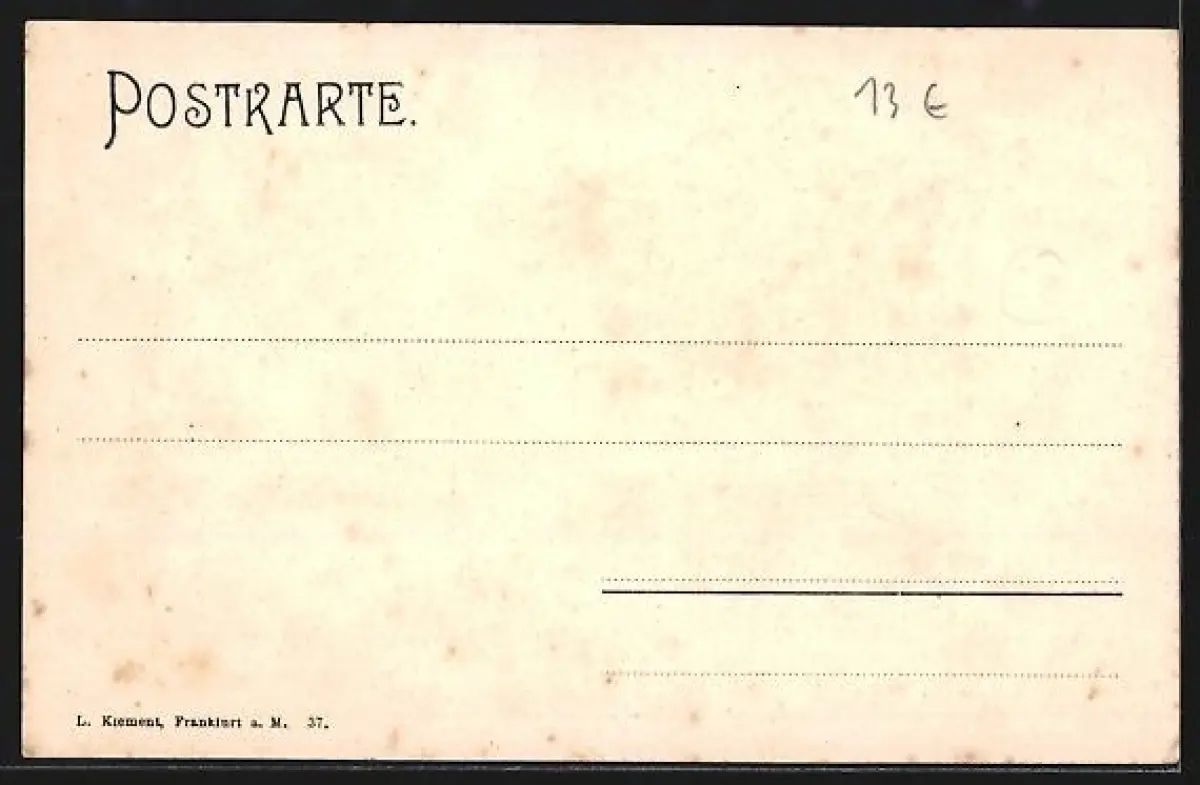 POSTKARTE.
13 €
L. Klement, Frankfurt a. M. 37.